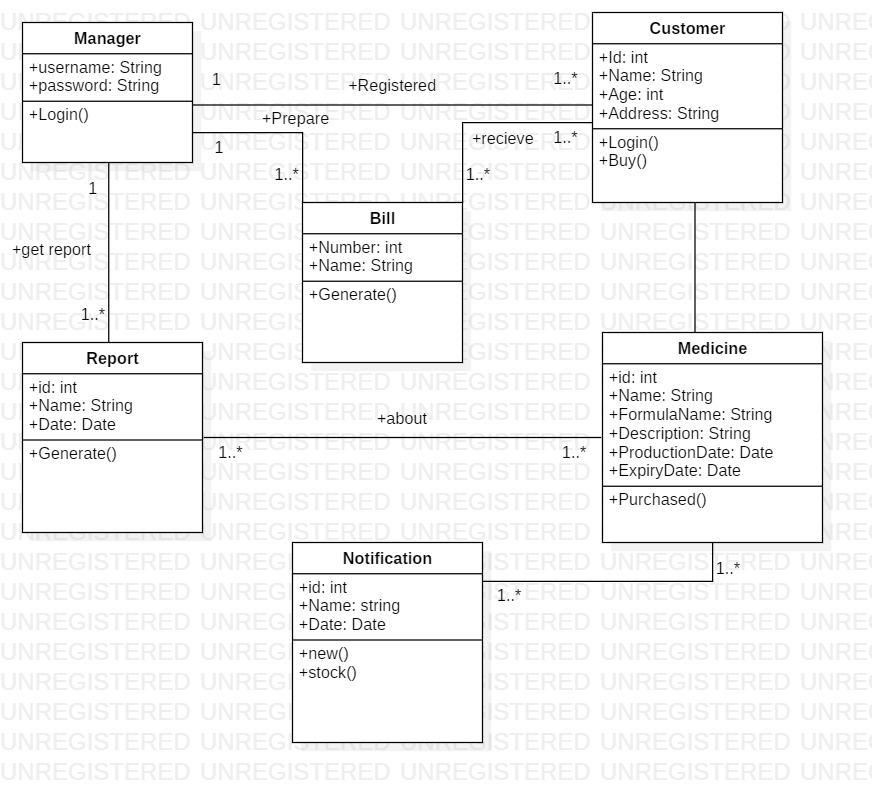 Manager
+username: String
+password: String
+Login()
1
+Registered
1..*
+Prepare
1
1..*
+recieve
1..*
1..*
Customer
+Id: int
+Name: String
+Age: int
+Address: String
+Login()
+Buy()
1
+get report
1..*
Bill
+Number: int
+Name: String
+Generate()
Report
+id: int
+Name: String
+Date: Date
+Generate()
+about
1..*
1..*
Medicine
+id: int
+Name: String
+FormulaName: String
+Description: String
+ProductionDate: Date
+ExpiryDate: Date
+Purchased()
1..*
1..*
Notification
+id: int
+Name: string
+Date: Date
+new()
+stock()
UNREGISTERED